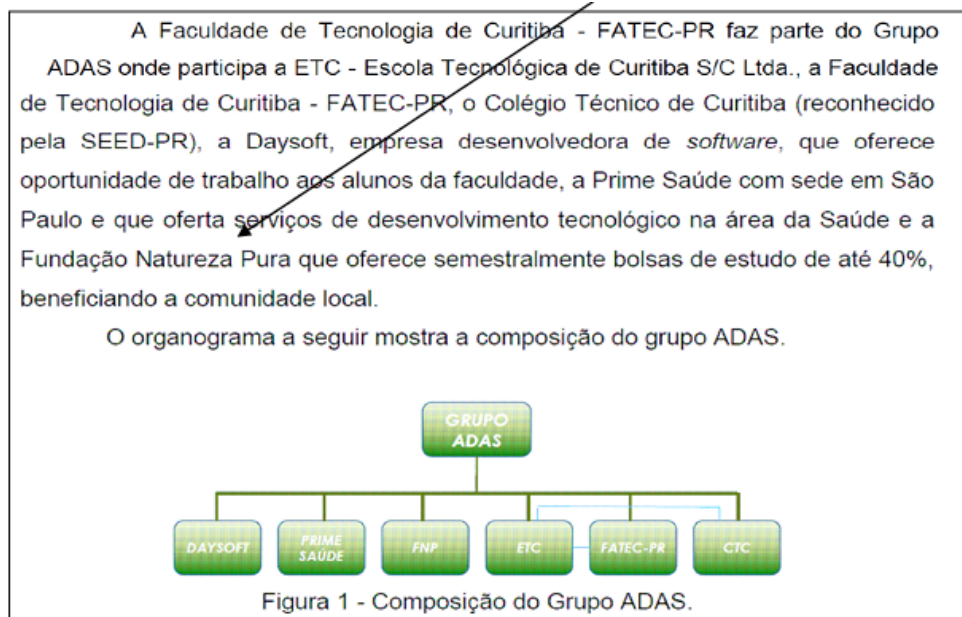 A Faculdade de Tecnologia de Curitiba - FATEC-PR faz parte do Grupo
ADAS onde participa a ETC - Escola Tecnológica de Curitiba S/C Ltda., a Faculdade
de Tecnologia de Curitiba - FATEC-PR, o Colégio Técnico de Curitiba (reconhecido
pela SEED-PR), a Daysoft, empresa desenvolvedora de software, que oferece
oportunidade de trabalho aos alunos da faculdade, a Prime Saúde com sede em São
Paulo e que oferta serviços de desenvolvimento tecnológico na área da Saúde e a
Fundação Natureza Pura que oferece semestralmente bolsas de estudo de até 40%,
beneficiando a comunidade local.
O organograma a seguir mostra a composição do grupo ADAS.
GRUPO
ADAS
DAYSOFT
PRIME
SAÚDE
FNP
ETC
FATEC-PR
CTC
Figura 1 - Composição do Grupo ADAS.